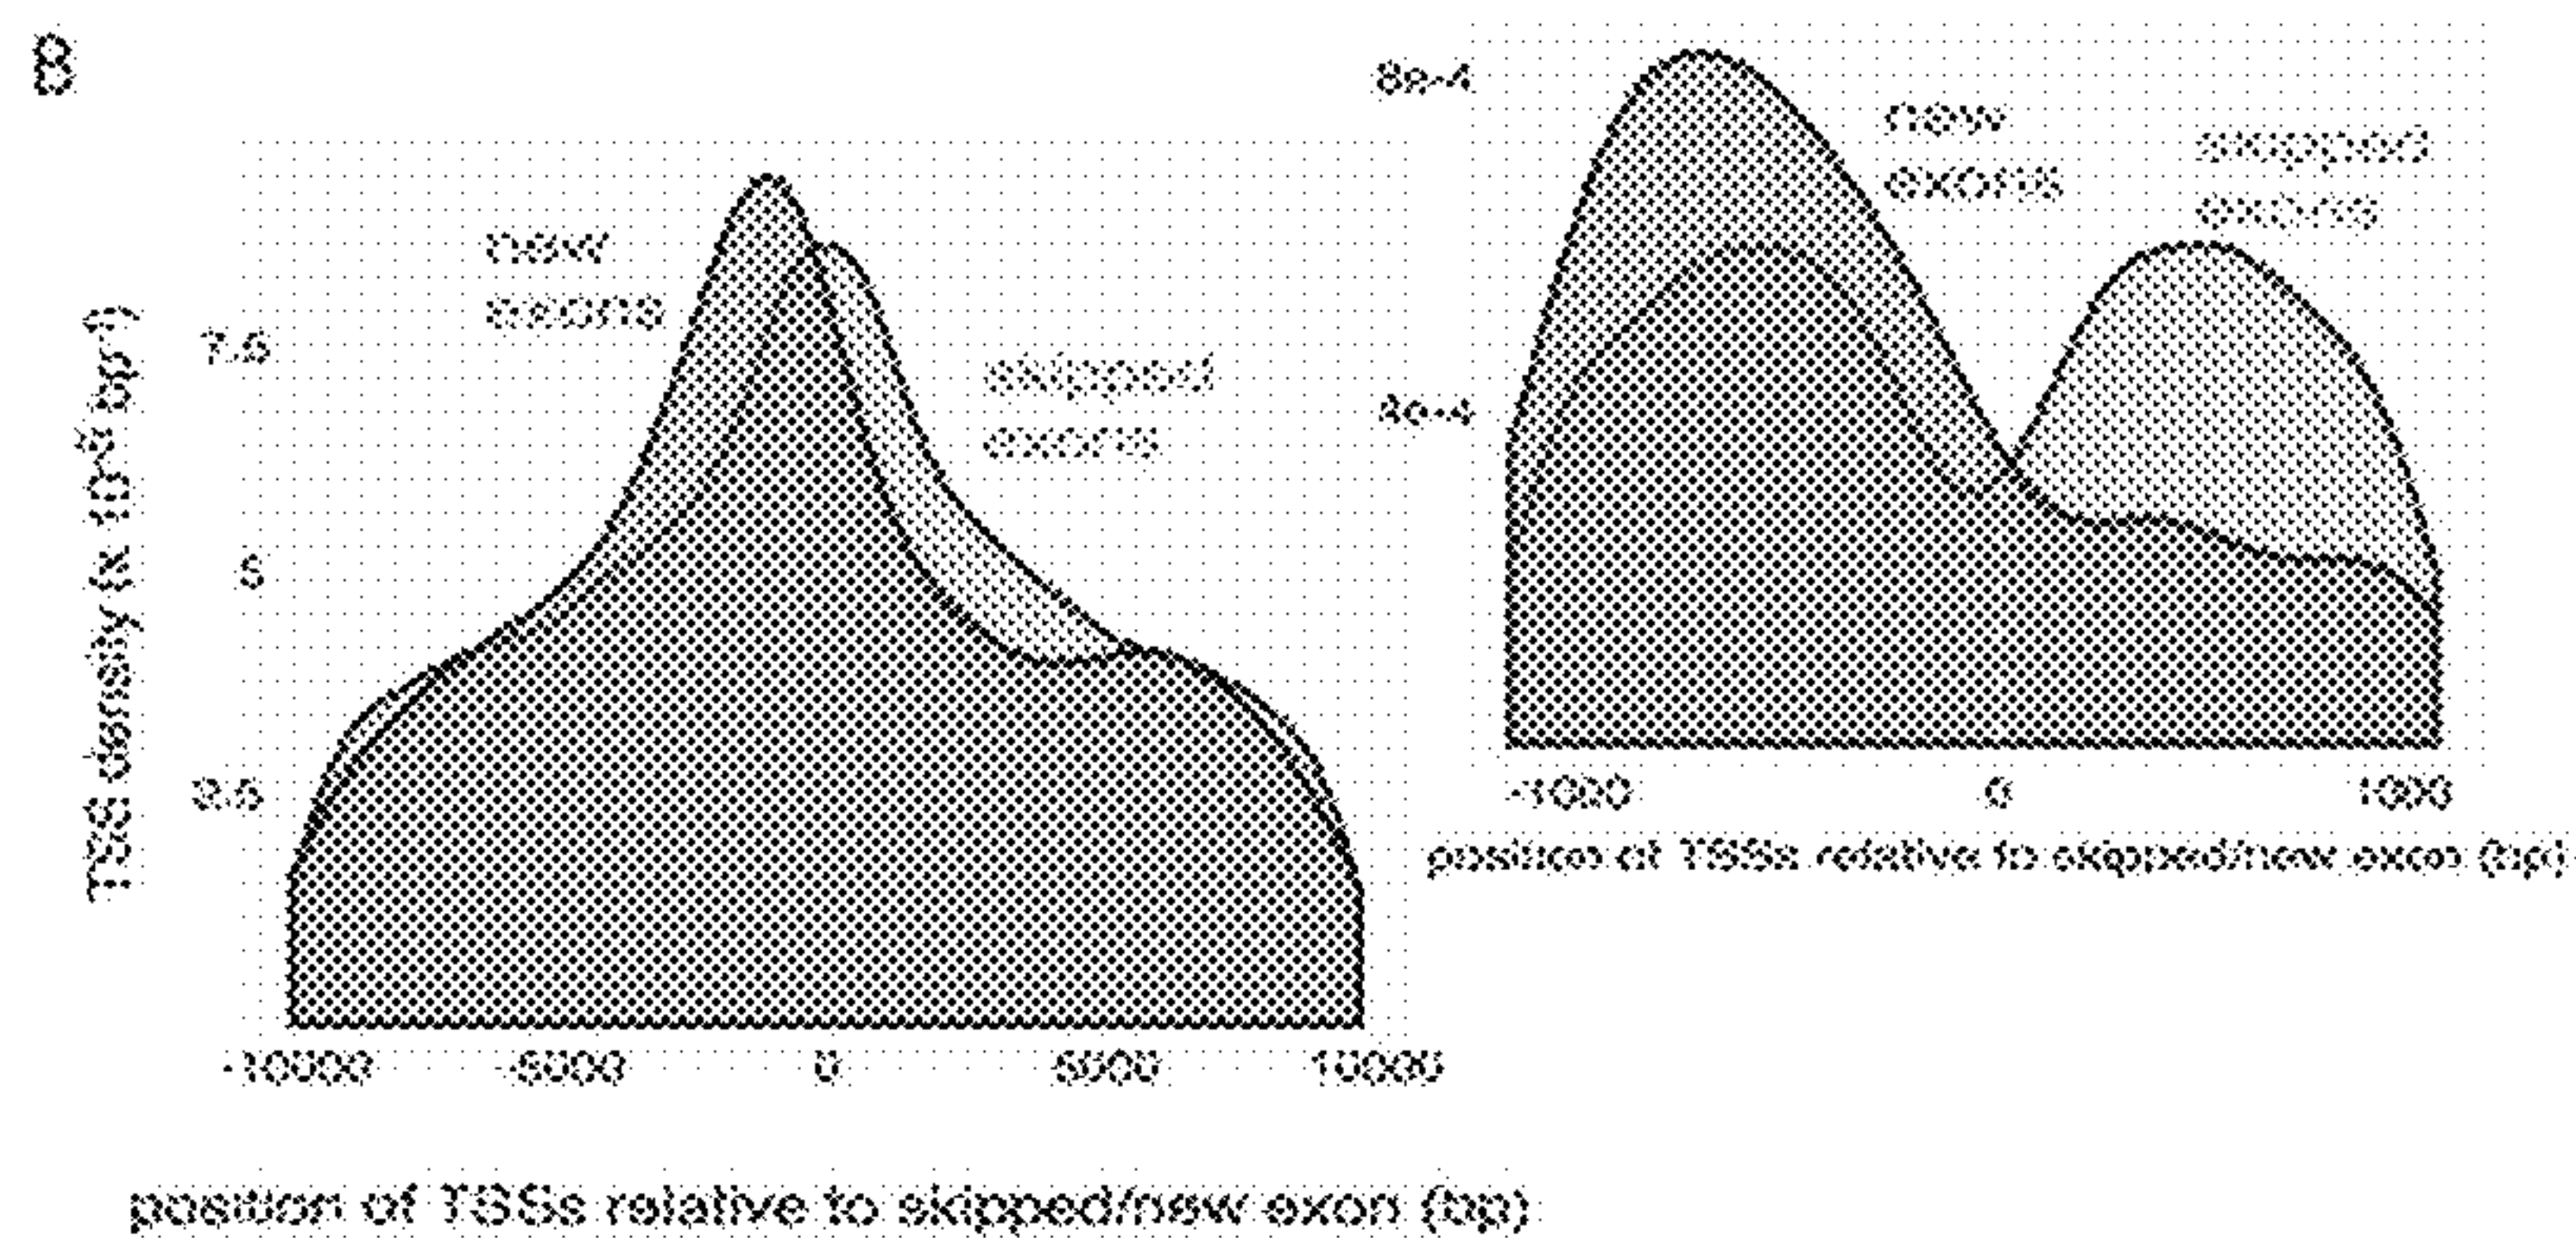 B
TSS density (x 10⁻⁵ bp⁻¹)
7.5
5
2.5
new
exons
skipped
exons
-10000 -5000 0 5000 10000
position of TSSs relative to skipped/new exon (bp)
8e-4
4e-4
new
exons
skipped
exons
-1000 0 1000
position of TSSs relative to skipped/new exon (bp)